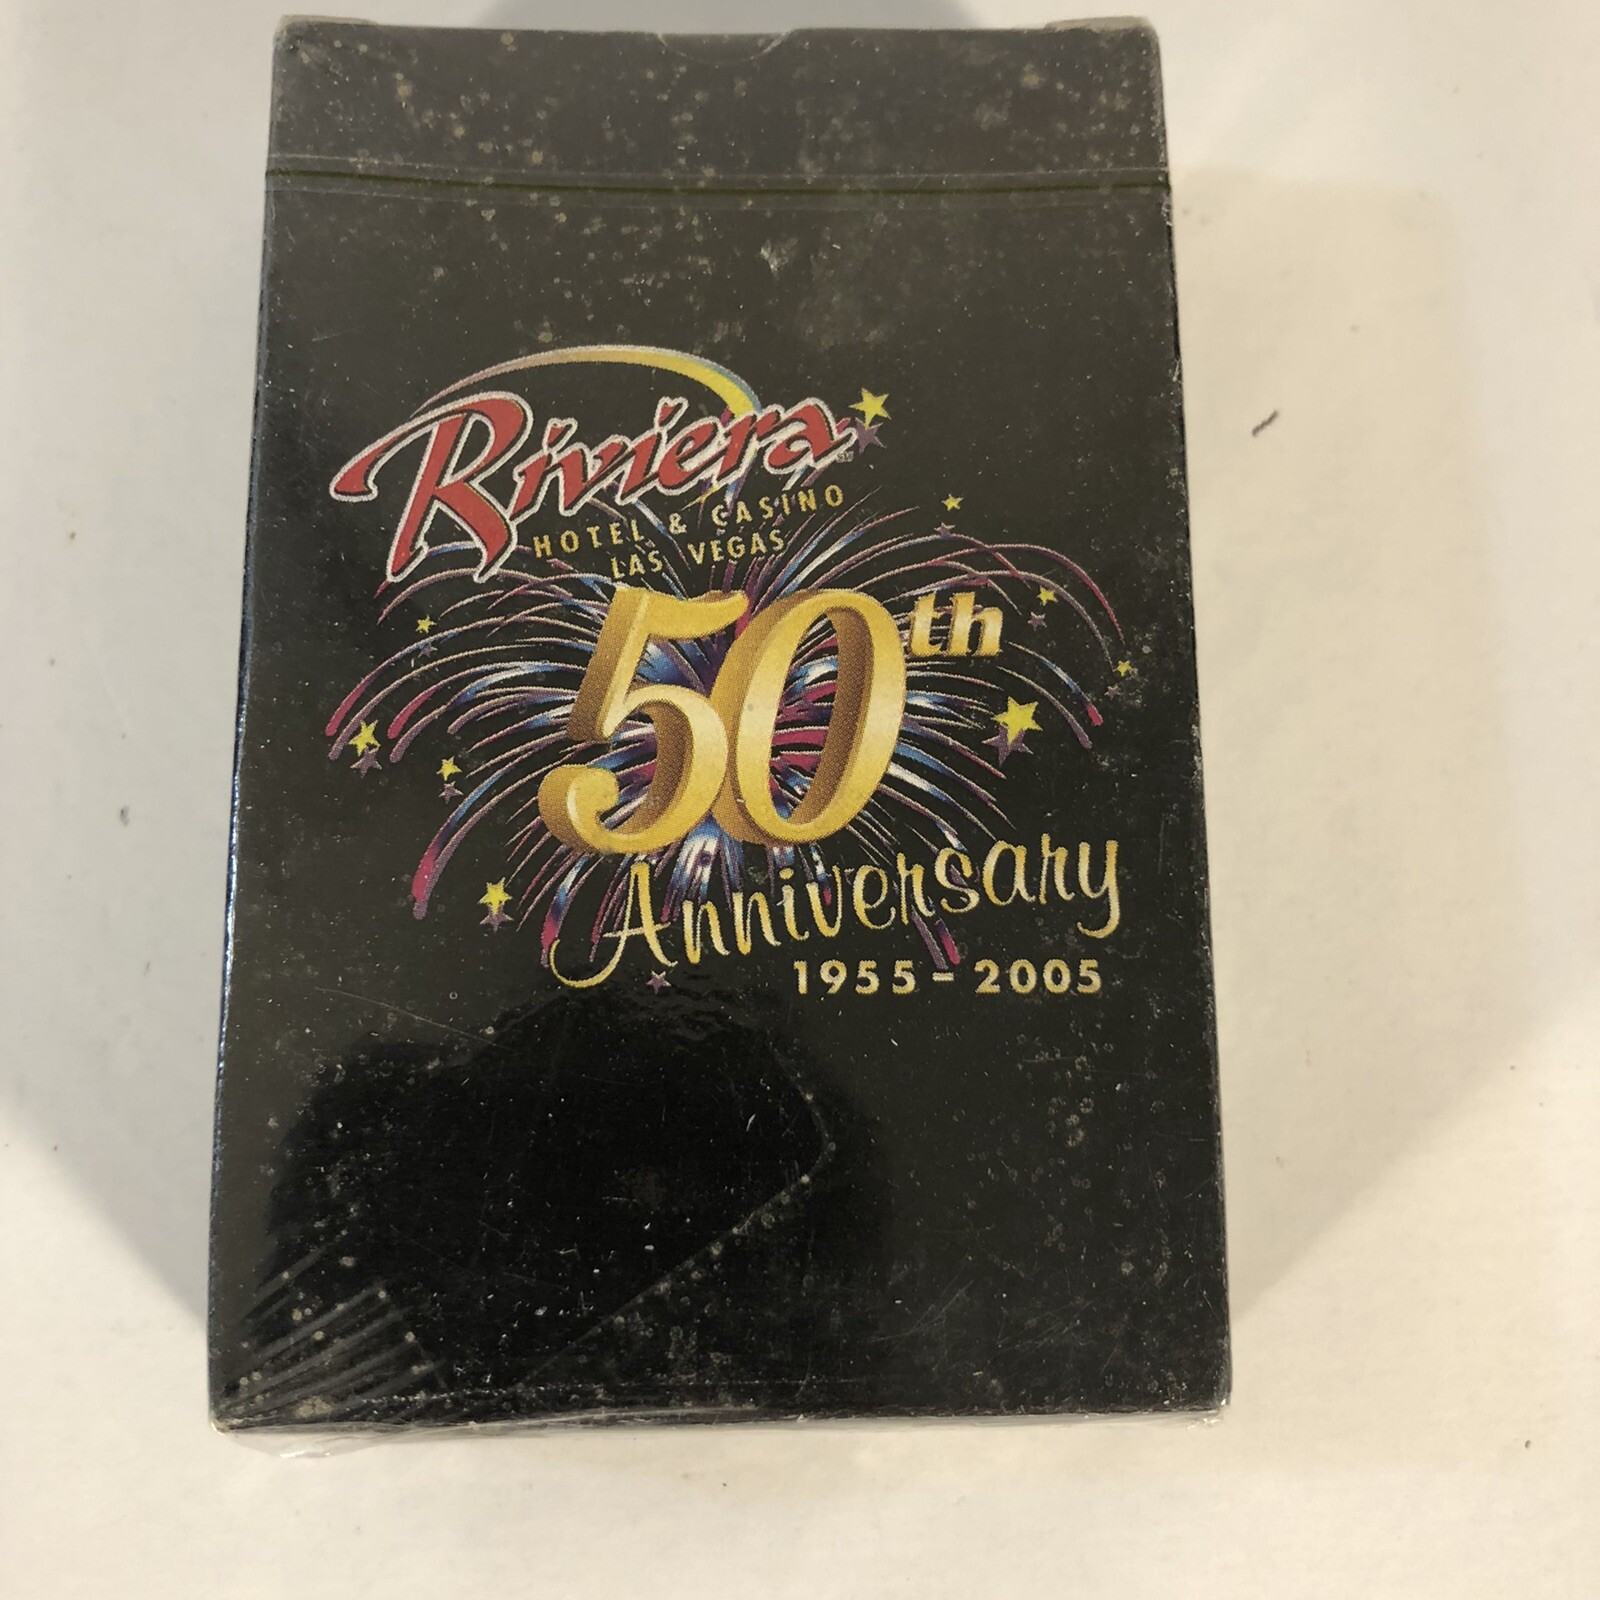 Riviera
HOTEL & CASINO
LAS VEGAS
50th
Anniversary
1955-2005